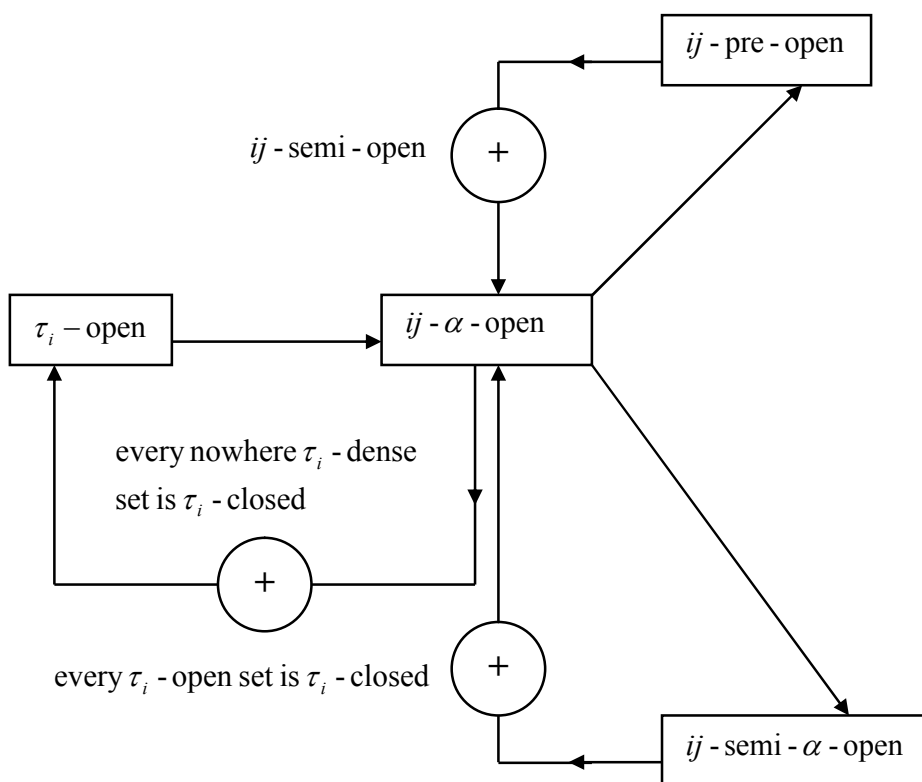 ij - pre - open
ij - semi - open
+
τ_i – open
ij - α - open
every nowhere τ_i - dense
set is τ_i - closed
+
every τ_i - open set is τ_i - closed
+
ij - semi - α - open